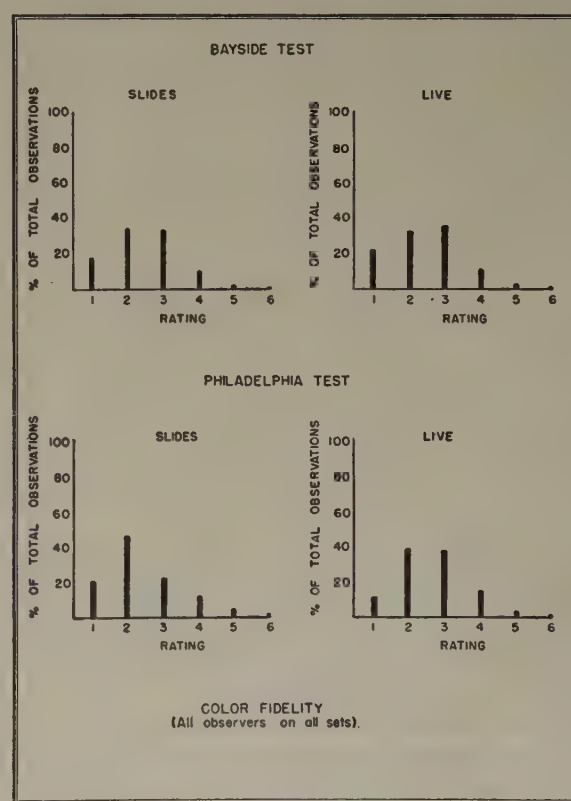 BAYSIDE TEST
SLIDES
% OF TOTAL OBSERVATIONS
100
80
60
40
20
1 2 3 4 5 6
RATING
LIVE
% OF TOTAL OBSERVATIONS
100
80
60
40
20
1 2 3 4 5 6
RATING
PHILADELPHIA TEST
SLIDES
% OF TOTAL OBSERVATIONS
100
80
60
40
20
1 2 3 4 5 6
RATING
LIVE
% OF TOTAL OBSERVATIONS
100
80
60
40
20
1 2 3 4 5 6
RATING
COLOR FIDELITY
(All observers on all sets).